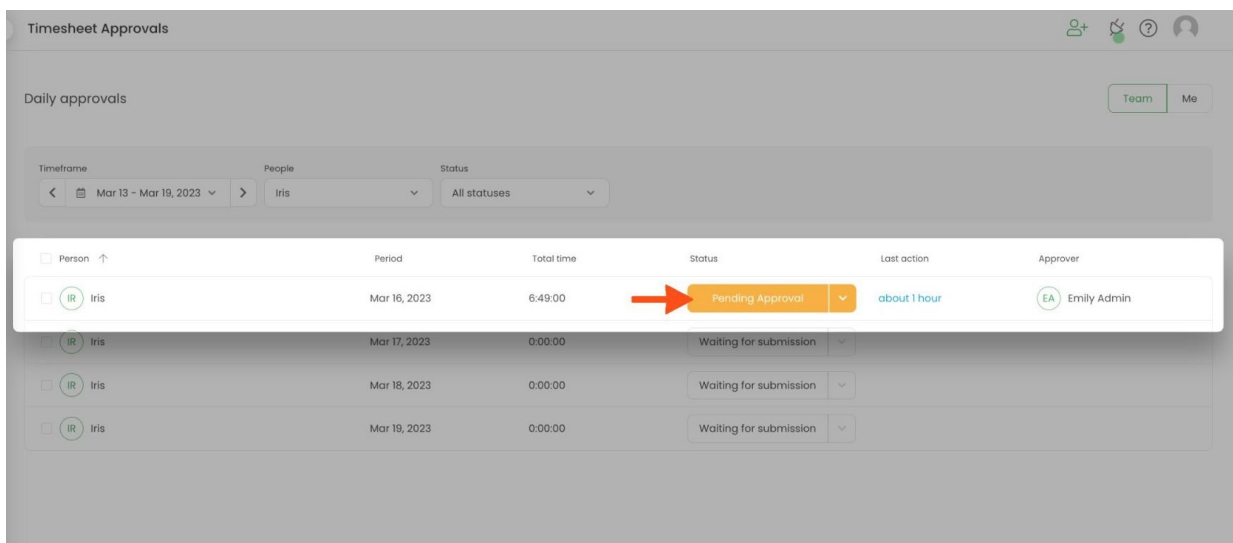 Timesheet Approvals
Daily approvals
Team Me
Timeframe People Status
Mar 13 - Mar 19, 2023 Iris All statuses
Person Period Total time Status Last action Approver
IR Iris Mar 16, 2023 6:49:00 Pending Approval about 1 hour EA Emily Admin
IR Iris Mar 17, 2023 0:00:00 Waiting for submission
IR Iris Mar 18, 2023 0:00:00 Waiting for submission
IR Iris Mar 19, 2023 0:00:00 Waiting for submission